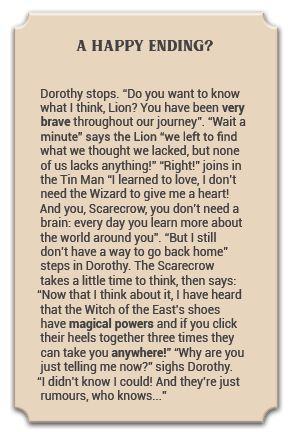 A HAPPY ENDING?
Dorothy stops. “Do you want to know
what I think, Lion? You have been very
brave throughout our journey”. “Wait a
minute” says the Lion “we left to find
what we thought we lacked, but none
of us lacks anything!” “Right!” joins in
the Tin Man “I learned to love, I don’t
need the Wizard to give me a heart!
And you, Scarecrow, you don’t need a
brain: every day you learn more about
the world around you”. “But I still
don’t have a way to go back home”
steps in Dorothy. The Scarecrow
takes a little time to think, then says:
“Now that I think about it, I have heard
that the Witch of the East’s shoes
have magical powers and if you click
their heels together three times they
can take you anywhere!” “Why are you
just telling me now?” sighs Dorothy.
“I didn’t know I could! And they’re just
rumours, who knows...”